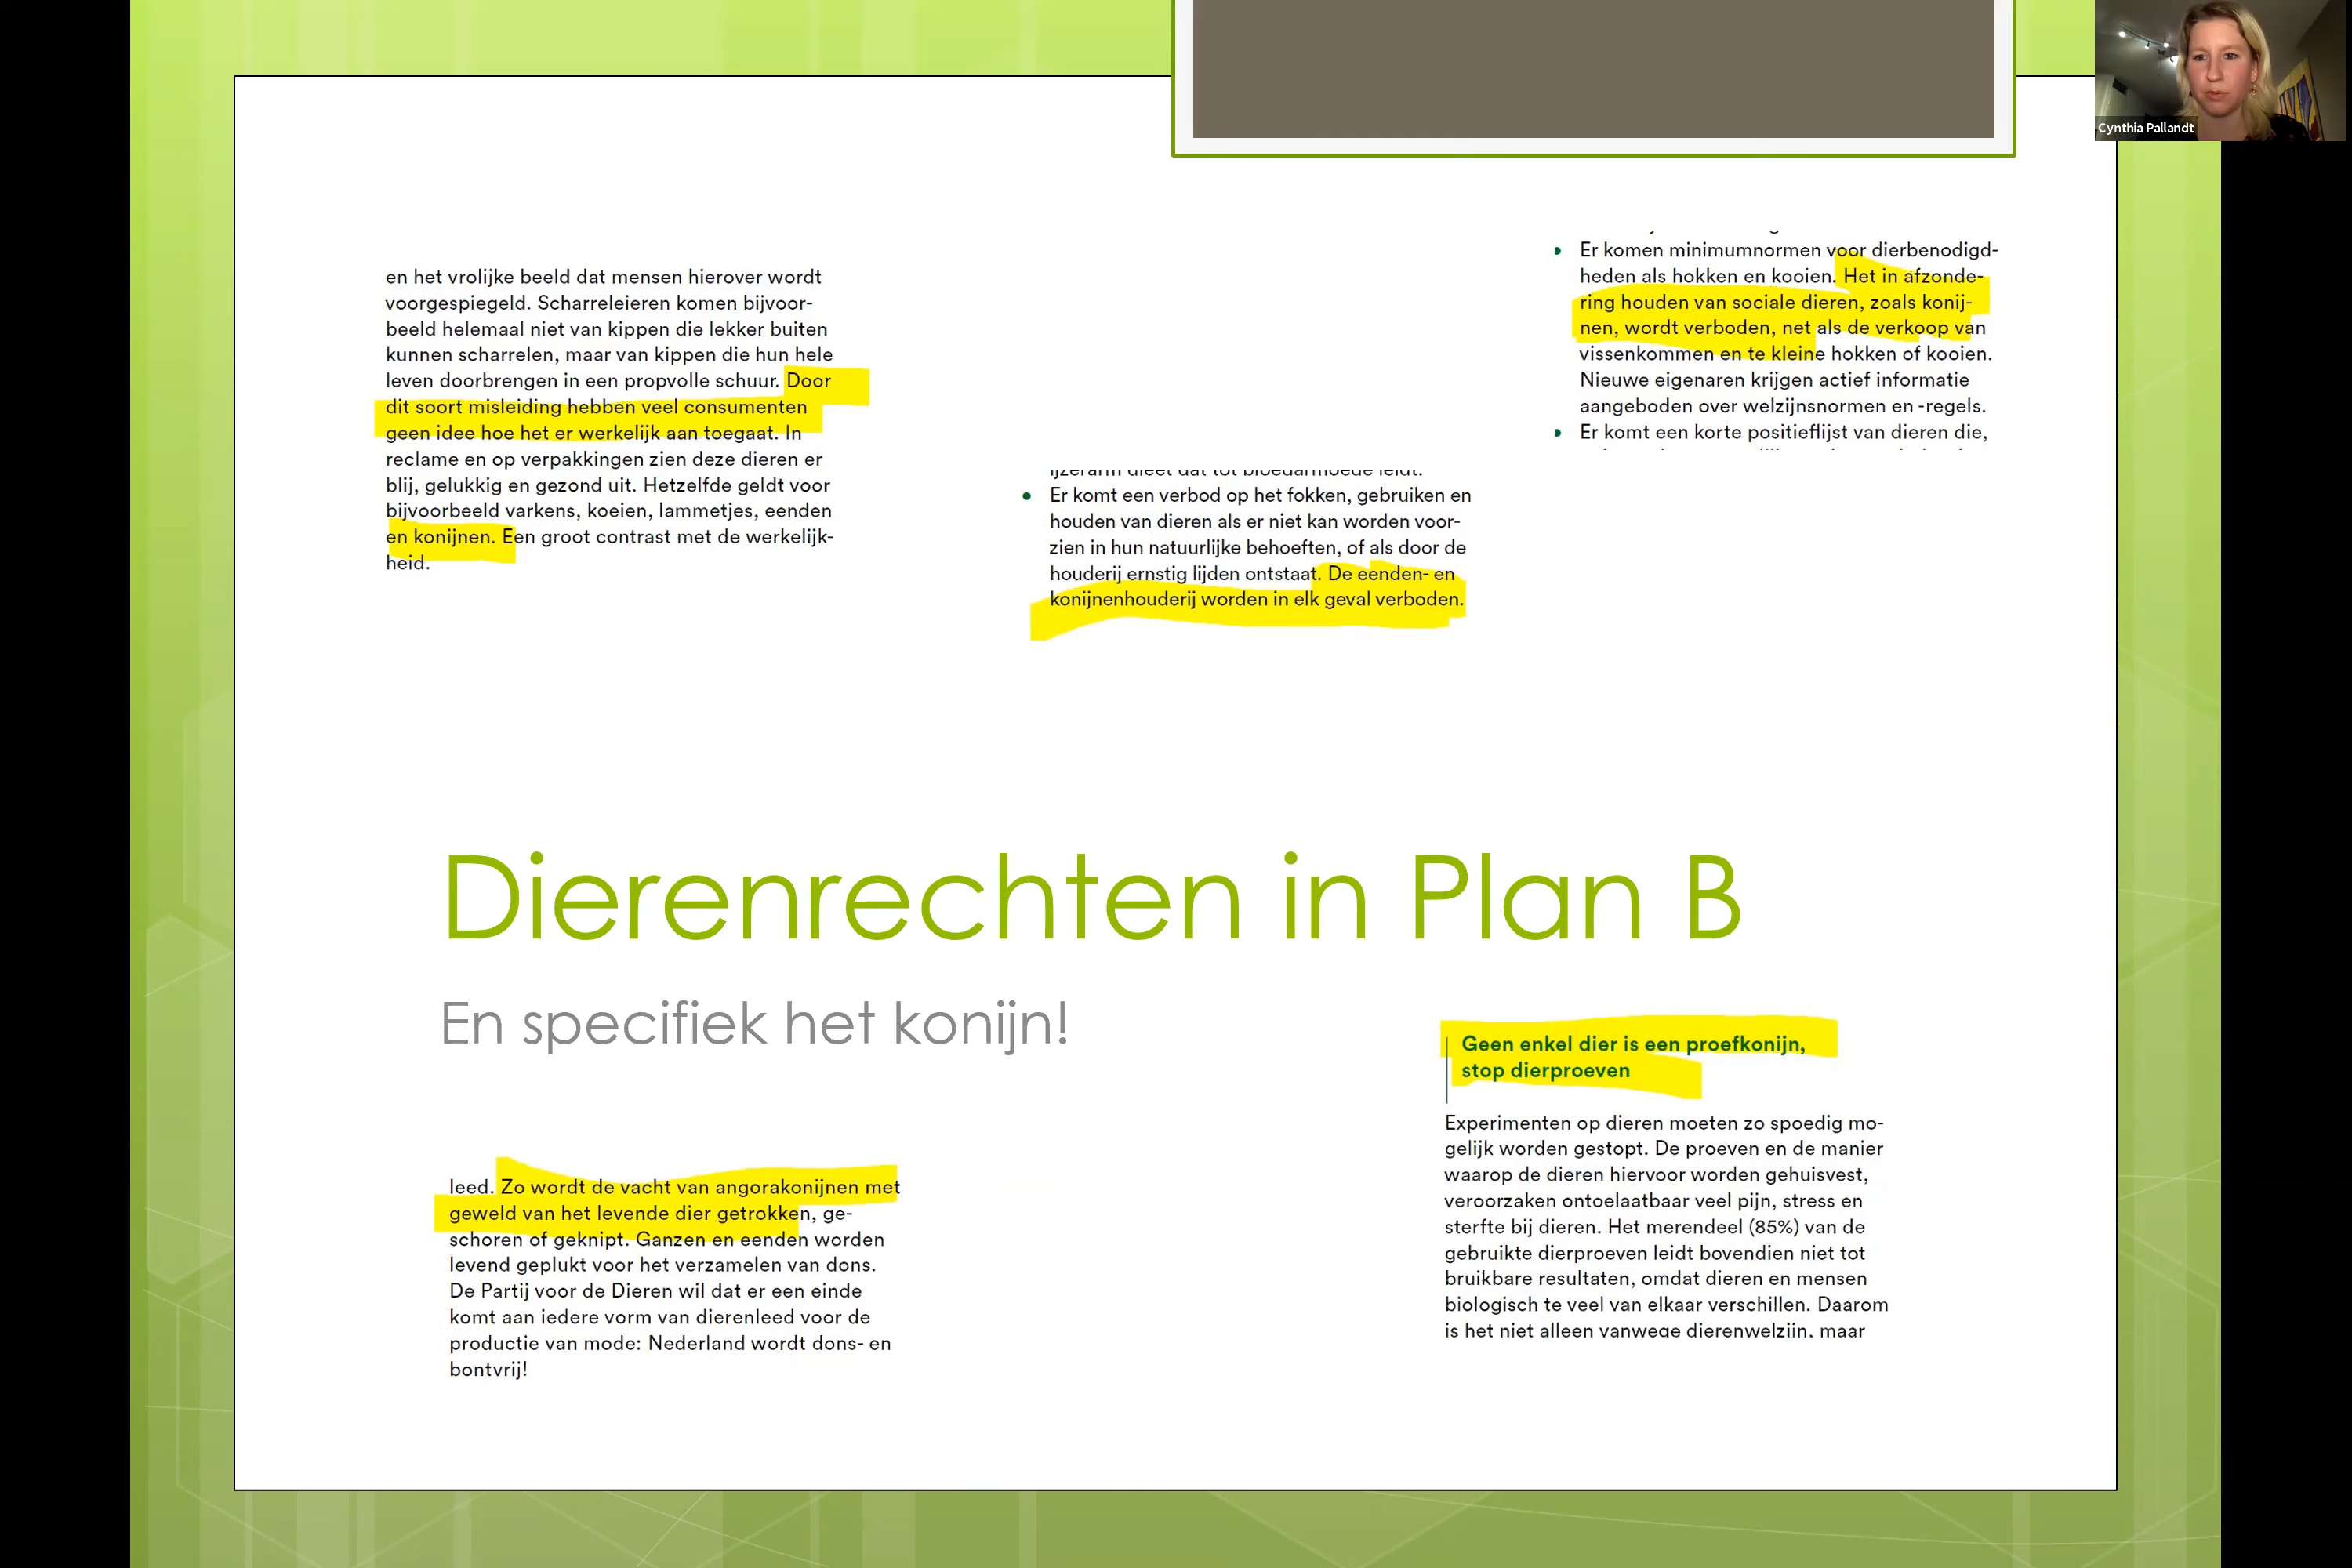 Cynthia Pallandt
en het vrolijke beeld dat mensen hierover wordt
voorgespiegeld. Scharreleieren komen bijvoor-
beeld helemaal niet van kippen die lekker buiten
kunnen scharrelen, maar van kippen die hun hele
leven doorbrengen in een propvolle schuur. Door
dit soort misleiding hebben veel consumenten
geen idee hoe het er werkelijk aan toegaat. In
reclame en op verpakkingen zien deze dieren er
blij, gelukkig en gezond uit. Hetzelfde geldt voor
bijvoorbeeld varkens, koeien, lammetjes, eenden
en konijnen. Een groot contrast met de werkelijk-
heid.
ijzerarm dieet dat tot bloedarmoede leidt.
• Er komt een verbod op het fokken, gebruiken en
houden van dieren als er niet kan worden voor-
zien in hun natuurlijke behoeften, of als door de
houderij ernstig lijden ontstaat. De eenden- en
konijnenhouderij worden in elk geval verboden.
• Er komen minimumnormen voor dierbenodigd-
heden als hokken en kooien. Het in afzonde-
ring houden van sociale dieren, zoals konij-
nen, wordt verboden, net als de verkoop van
vissenkommen en te kleine hokken of kooien.
Nieuwe eigenaren krijgen actief informatie
aangeboden over welzijnsnormen en -regels.
• Er komt een korte positieflijst van dieren die,
Dierenrechten in Plan B
En specifiek het konijn!
leed. Zo wordt de vacht van angorakonijnen met
geweld van het levende dier getrokken, ge-
schoren of geknipt. Ganzen en eenden worden
levend geplukt voor het verzamelen van dons.
De Partij voor de Dieren wil dat er een einde
komt aan iedere vorm van dierenleed voor de
productie van mode: Nederland wordt dons- en
bontvrij!
Geen enkel dier is een proefkonijn,
stop dierproeven
Experimenten op dieren moeten zo spoedig mo-
gelijk worden gestopt. De proeven en de manier
waarop de dieren hiervoor worden gehuisvest,
veroorzaken ontoelaatbaar veel pijn, stress en
sterfte bij dieren. Het merendeel (85%) van de
gebruikte dierproeven leidt bovendien niet tot
bruikbare resultaten, omdat dieren en mensen
biologisch te veel van elkaar verschillen. Daarom
is het niet alleen vanwege dierenwelzijn, maar